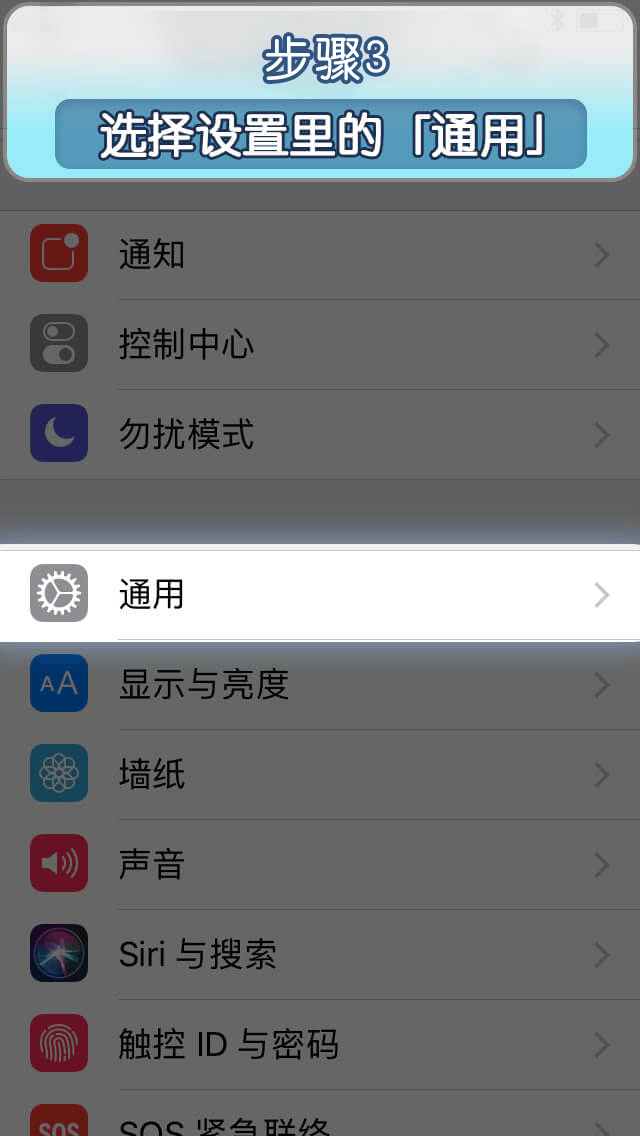 步骤3
选择设置里的「通用」
通知
控制中心
勿扰模式
通用
AA 显示与亮度
墙纸
声音
Siri 与搜索
触控 ID 与密码
SOS SOS 紧急联络